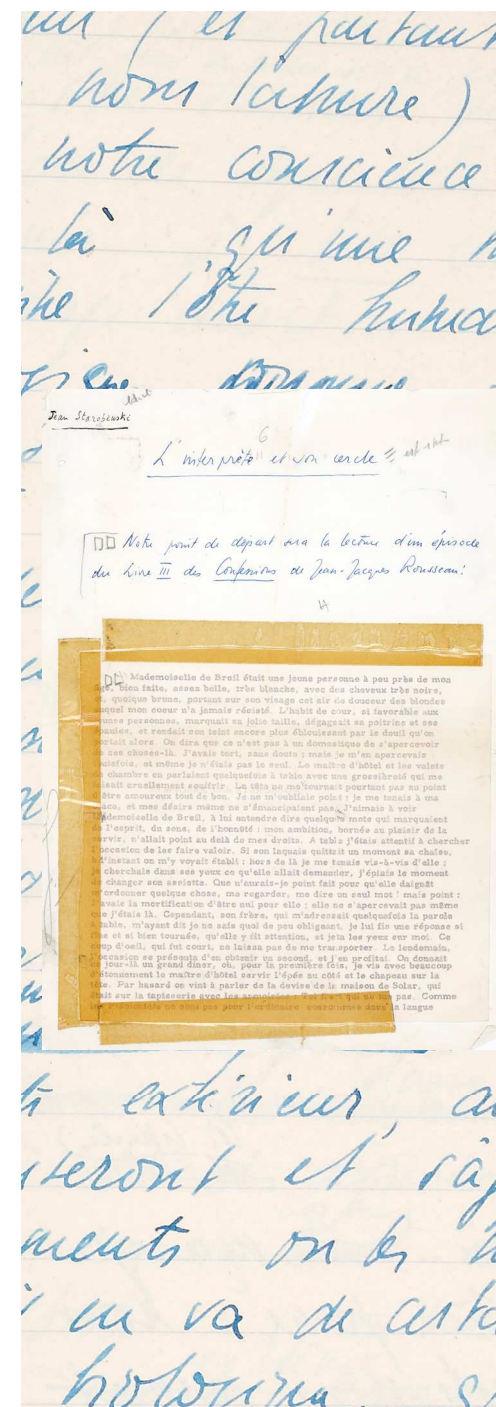 (et partant
nous
notre conscience
là qu'une
Jean Starobinski
L'interprète et son cercle
Notre point de départ sera la lecture d'un épisode
du Livre III des Confessions de Jean-Jacques Rousseau:
Mademoiselle de Breil était une jeune personne à peu près de mon
âge, bien faite, assez belle, très blanche, avec des cheveux très noirs,
et, quoique brune, portant sur son visage cet air de douceur des blondes
auquel mon coeur n'a jamais résisté. L'habit de cour, si favorable aux
jeunes personnes, marquait sa jolie taille, dégageait sa poitrine et ses
épaules, et rendait son teint encore plus éblouissant par le deuil qu'on
portait alors. On dira que ce n'est pas à un domestique de s'apercevoir
de ces choses-là. J'avais tort, sans doute ; mais je m'en apercevais
toutefois, et même je n'étais pas le seul. Le maître d'hôtel et les valets
de chambre en parlaient quelquefois à table avec une grossièreté qui me
faisait cruellement souffrir. La tête ne me tournait pourtant pas au point
d'être amoureux tout de bon. Je ne m'oubliais point ; je me tenais à ma
place, et mes désirs même ne s'émancipaient pas. J'aimais à voir
Mademoiselle de Breil, à lui entendre dire quelques mots qui marquaient
de l'esprit, du sens, de l'honnêteté : mon ambition, bornée au plaisir de la
servir, n'allait point au delà de mes droits. A table j'étais attentif à chercher
l'occasion de les faire valoir. Si son laquais quittait un moment sa chaise,
à l'instant on m'y voyait établi : hors de là je me tenais vis-à-vis d'elle ;
je cherchais dans ses yeux ce qu'elle allait demander, j'épiais le moment
de changer son assiette. Que n'aurais-je point fait pour qu'elle daignât
m'ordonner quelque chose, me regarder, me dire un seul mot ! mais point :
j'avais la mortification d'être nul pour elle ; elle ne s'apercevait pas même
que j'étais là. Cependant, son frère, qui m'adressait quelquefois la parole
à table, m'ayant dit je ne sais quoi de peu obligeant, je lui fis une réponse si
fine et si bien tournée, qu'elle y fit attention, et jeta les yeux sur moi. Ce
coup d'oeil, qui fut court, ne laissa pas de me transporter. Le lendemain,
l'occasion se présenta d'en obtenir un second, et j'en profitai. On donnait
ce jour-là un grand dîner, où, pour la première fois, je vis avec beaucoup
d'étonnement le maître d'hôtel servir l'épée au côté et le chapeau sur la
tête. Par hasard on vint à parler de la devise de la maison de Solar, qui
était sur la tapisserie avec les armoiries : Tel fiert qui ne tue pas. Comme
les Piémontais ne sont pas pour l'ordinaire consommés dans la langue
extérieur,
et
on les
en va de